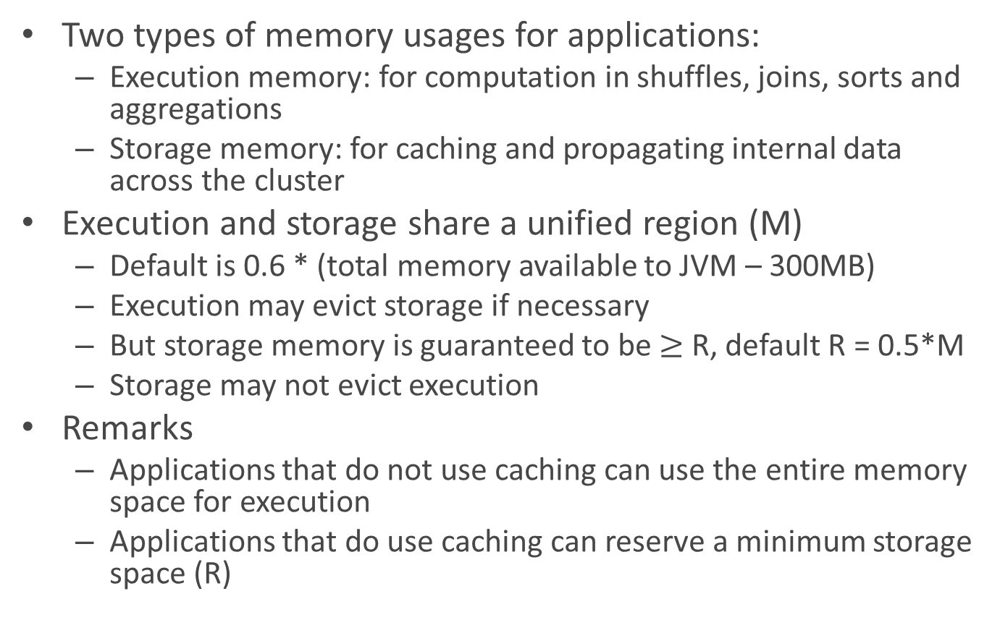 • Two types of memory usages for applications:
– Execution memory: for computation in shuffles, joins, sorts and
aggregations
– Storage memory: for caching and propagating internal data
across the cluster
• Execution and storage share a unified region (M)
– Default is 0.6 * (total memory available to JVM – 300MB)
– Execution may evict storage if necessary
– But storage memory is guaranteed to be ≥ R, default R = 0.5*M
– Storage may not evict execution
• Remarks
– Applications that do not use caching can use the entire memory
space for execution
– Applications that do use caching can reserve a minimum storage
space (R)